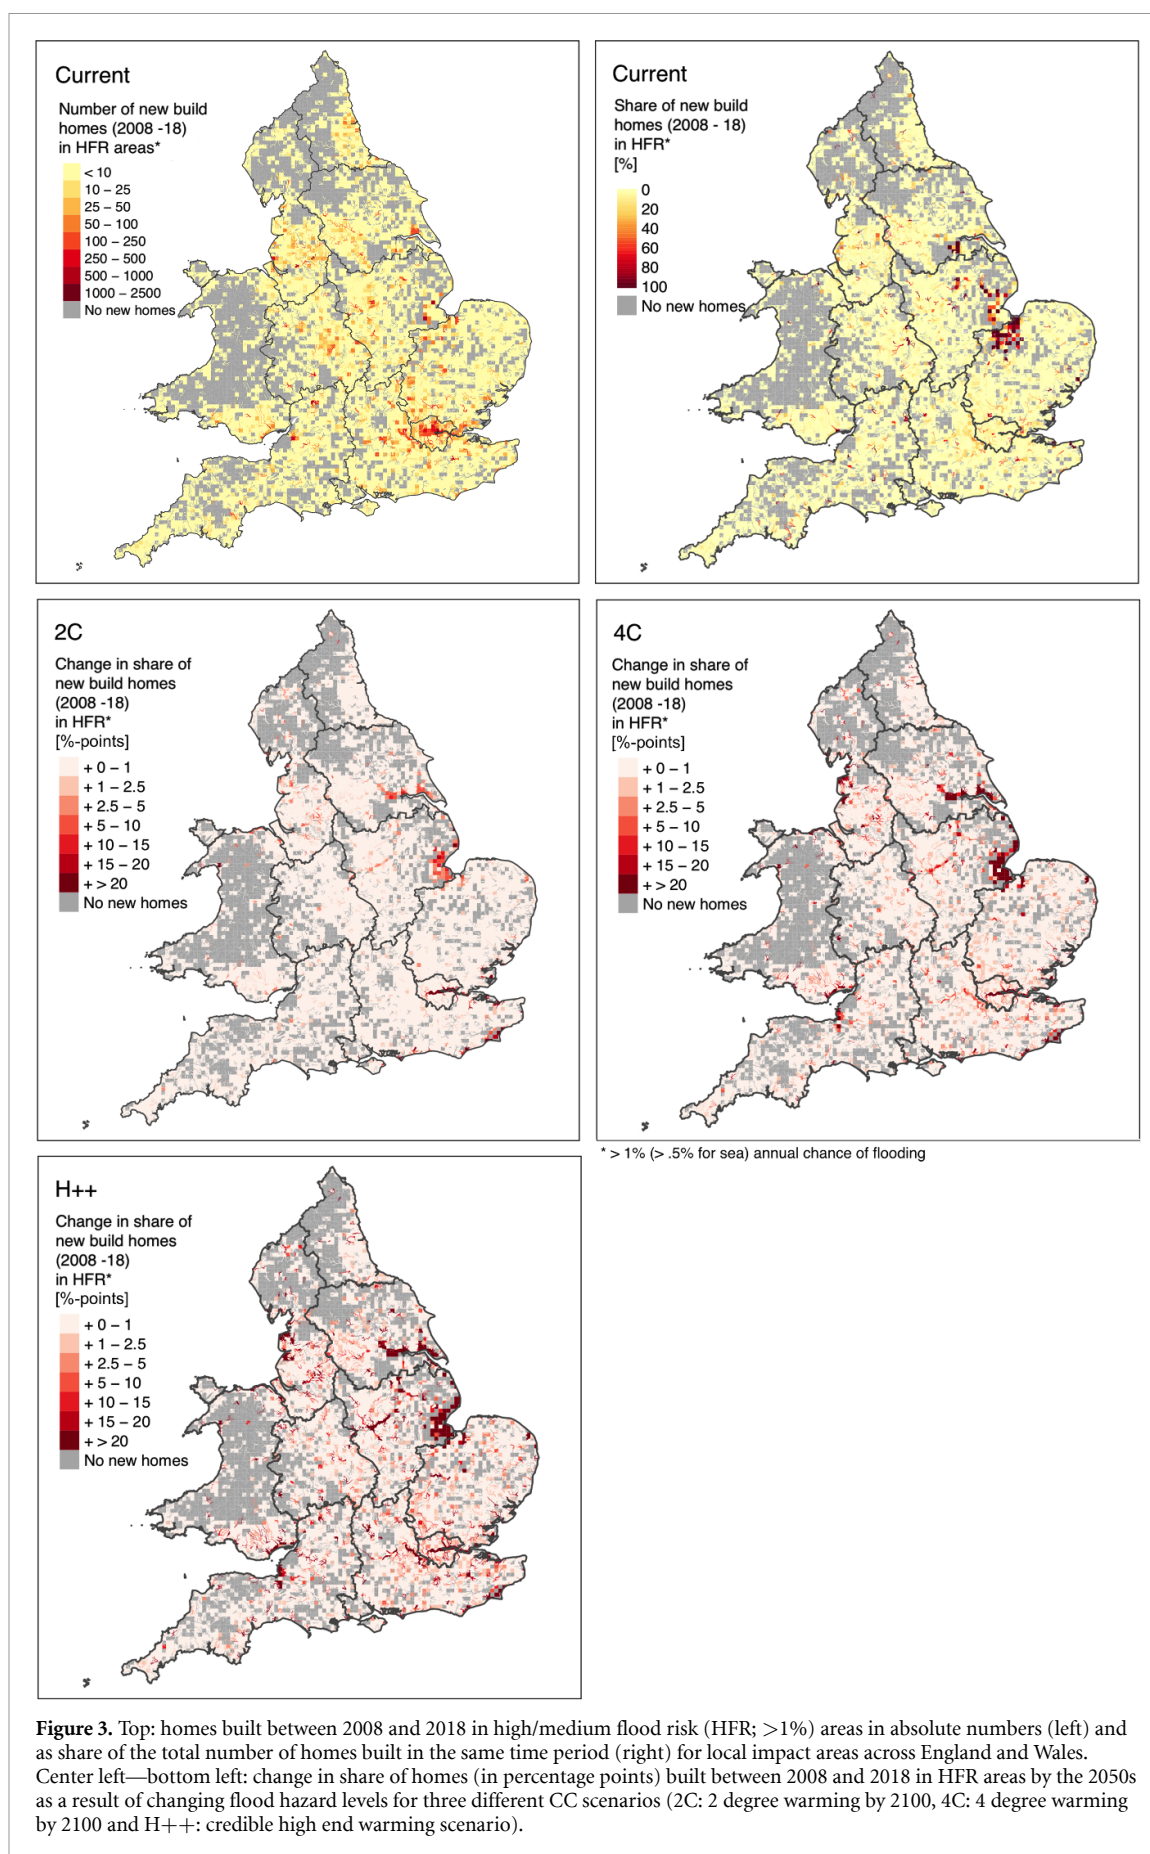 Current
Number of new build
homes (2008 -18)
in HFR areas*
< 10
10 – 25
25 – 50
50 – 100
100 – 250
250 – 500
500 – 1000
1000 – 2500
No new homes
Current
Share of new build
homes (2008 - 18)
in HFR*
[%]
0
20
40
60
80
100
No new homes
2C
Change in share of
new build homes
(2008 -18)
in HFR*
[%-points]
+ 0 – 1
+ 1 – 2.5
+ 2.5 – 5
+ 5 – 10
+ 10 – 15
+ 15 – 20
+ > 20
No new homes
4C
Change in share of
new build homes
(2008 -18)
in HFR*
[%-points]
+ 0 – 1
+ 1 – 2.5
+ 2.5 – 5
+ 5 – 10
+ 10 – 15
+ 15 – 20
+ > 20
No new homes
* > 1% (> .5% for sea) annual chance of flooding
H++
Change in share of
new build homes
(2008 -18)
in HFR*
[%-points]
+ 0 – 1
+ 1 – 2.5
+ 2.5 – 5
+ 5 – 10
+ 10 – 15
+ 15 – 20
+ > 20
No new homes
Figure 3. Top: homes built between 2008 and 2018 in high/medium flood risk (HFR; >1%) areas in absolute numbers (left) and
as share of the total number of homes built in the same time period (right) for local impact areas across England and Wales.
Center left—bottom left: change in share of homes (in percentage points) built between 2008 and 2018 in HFR areas by the 2050s
as a result of changing flood hazard levels for three different CC scenarios (2C: 2 degree warming by 2100, 4C: 4 degree warming
by 2100 and H++: credible high end warming scenario).